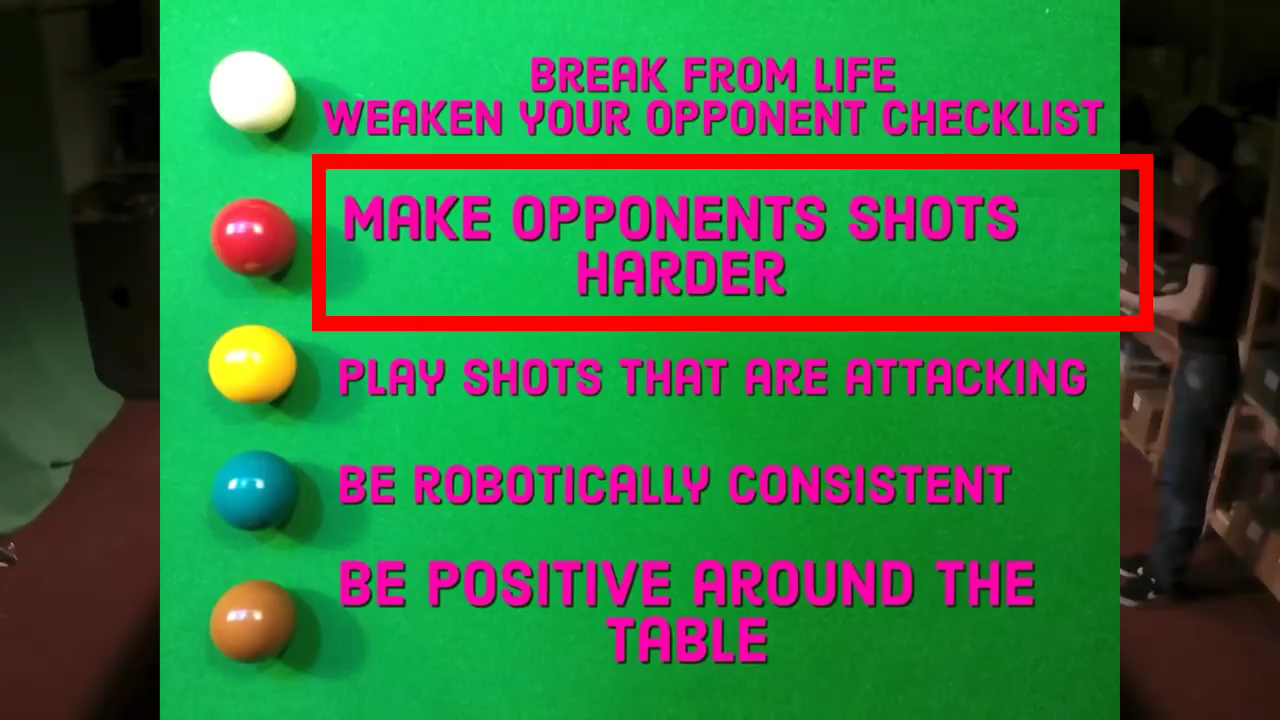 BREAK FROM LIFE
WEAKEN YOUR OPPONENT CHECKLIST
MAKE OPPONENTS SHOTS
HARDER
PLAY SHOTS THAT ARE ATTACKING
BE ROBOTICALLY CONSISTENT
BE POSITIVE AROUND THE
TABLE